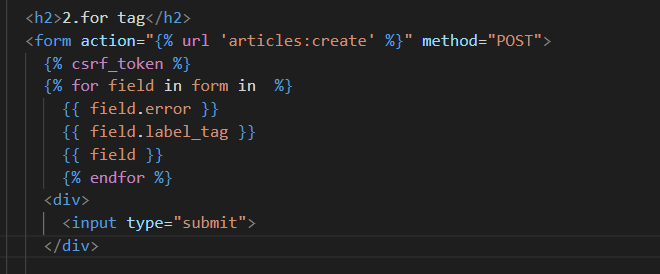 <h2>2.for tag</h2>
<form action="{% url 'articles:create' %}" method="POST">
{% csrf_token %}
{% for field in form in  %}
{{ field.error }}
{{ field.label_tag }}
{{ field }}
{% endfor %}
<div>
<input type="submit">
</div>